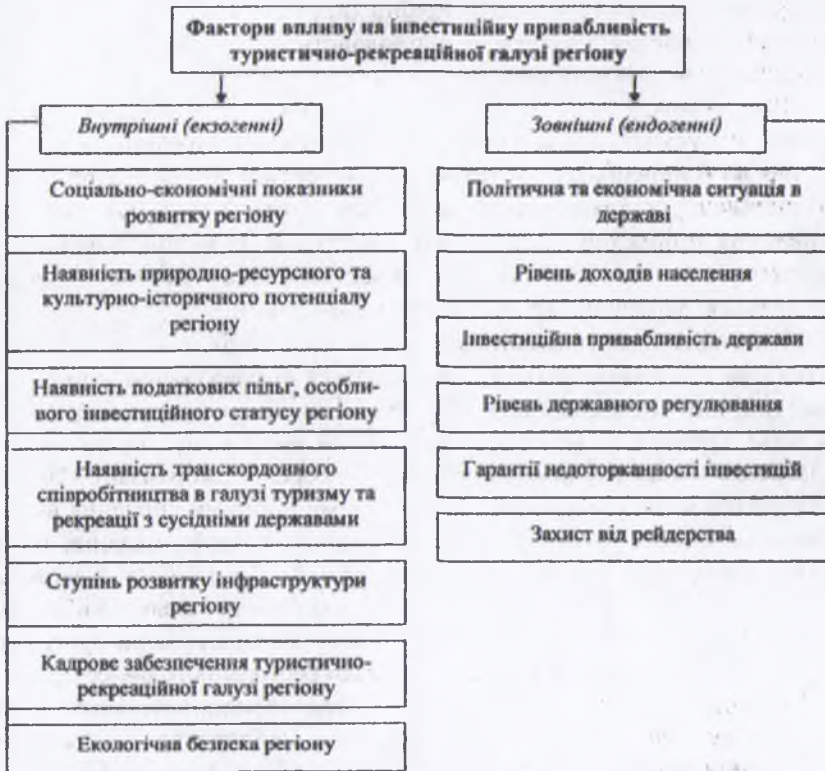 Фактори впливу на інвестиційну привабливість
туристично-рекреаційної галузі регіону
Внутрішні (екзогенні)
Соціально-економічні показники
розвитку регіону
Наявність природно-ресурсного та
культурно-історичного потенціалу
регіону
Наявність податкових пільг, особли-
вого інвестиційного статусу регіону
Наявність транскордонного
співробітництва в галузі туризму та
рекреації з сусідніми державами
Ступінь розвитку інфраструктури
регіону
Кадрове забезпечення туристично-
рекреаційної галузі регіону
Екологічна безпека регіону
Зовнішні (ендогенні)
Політична та економічна ситуація в
державі
Рівень доходів населення
Інвестиційна привабливість держави
Рівень державного регулювання
Гарантії недоторканності інвестицій
Захист від рейдерства